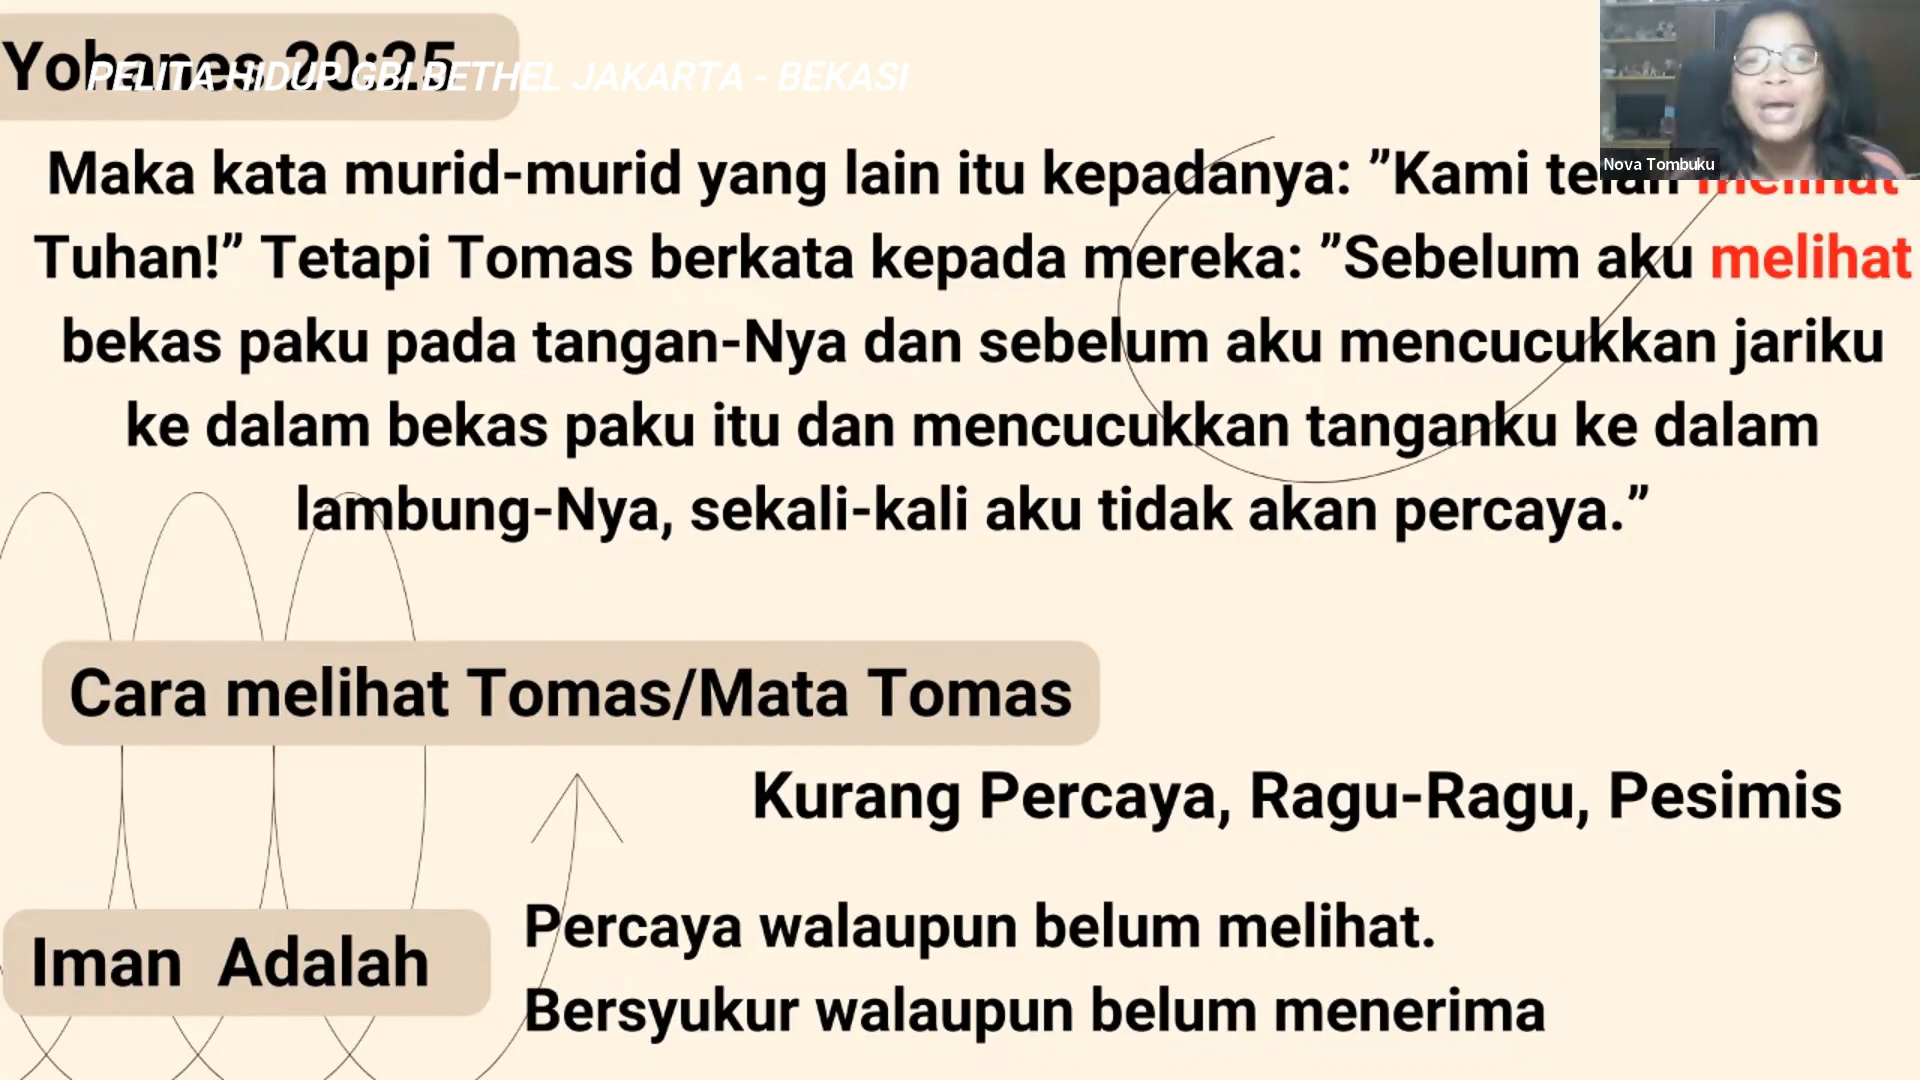 Yohanes 20:25
PELITA HIDUP GBI BETHEL JAKARTA - BEKASI
Nova Tombuku
Maka kata murid-murid yang lain itu kepadanya: ”Kami telah melihat
Tuhan!” Tetapi Tomas berkata kepada mereka: ”Sebelum aku melihat
bekas paku pada tangan-Nya dan sebelum aku mencucukkan jariku
ke dalam bekas paku itu dan mencucukkan tanganku ke dalam
lambung-Nya, sekali-kali aku tidak akan percaya.”
Cara melihat Tomas/Mata Tomas
Kurang Percaya, Ragu-Ragu, Pesimis
Iman Adalah
Percaya walaupun belum melihat.
Bersyukur walaupun belum menerima